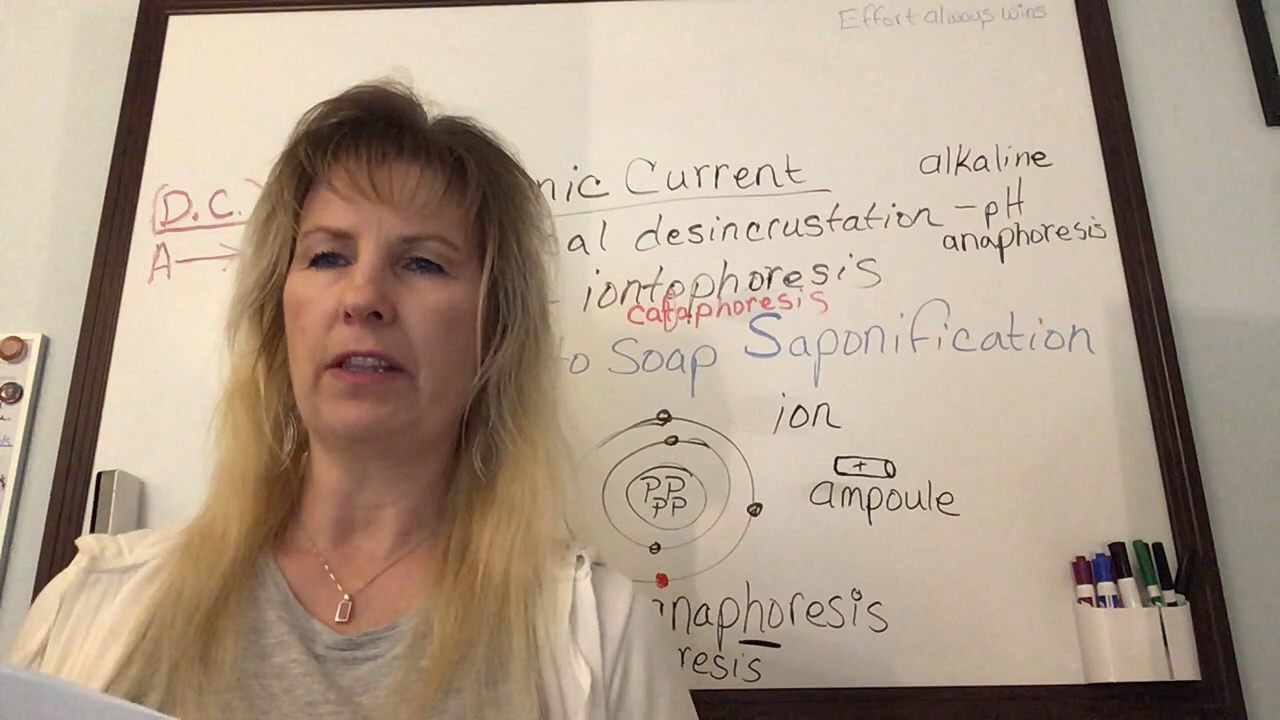 Effort always wins
D.C.
nic Current
alkaline
A→
al desincrustation - pH
anaphoresis
iontophoresis
cataphoresis
to Soap Saponification
ion
PP
PP
+
ampoule
naphoresis
resis